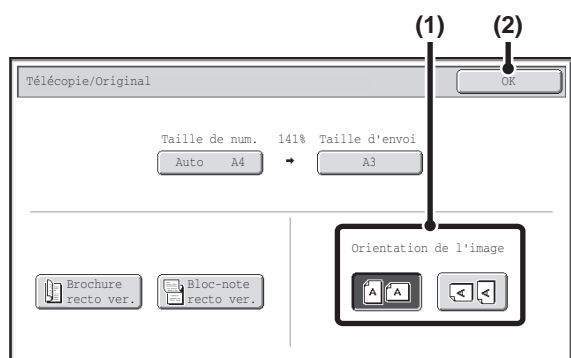 (1) (2)
Télécopie/Original OK
Taille de num. 141% Taille d'envoi
Auto A4 → A3
Orientation de l'image
Brochure
recto ver.
Bloc-note
recto ver.
A A A A